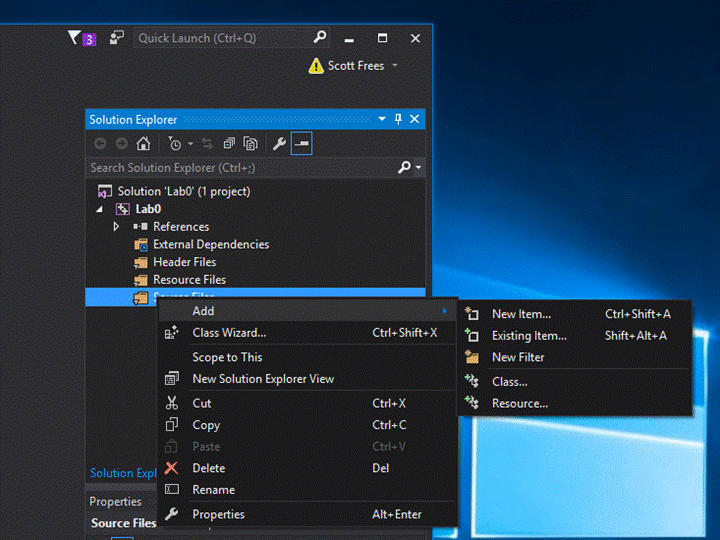 3 Quick Launch (Ctrl+Q)
Scott Frees
Solution Explorer
Search Solution Explorer (Ctrl+;)
Solution 'Lab0' (1 project)
Lab0
References
External Dependencies
Header Files
Resource Files
Source Files
Add
Class Wizard... Ctrl+Shift+X
Scope to This
New Solution Explorer View
Cut Ctrl+X
Copy Ctrl+C
Paste Ctrl+V
Delete Del
Rename
Properties Alt+Enter
New Item... Ctrl+Shift+A
Existing Item... Shift+Alt+A
New Filter
Class...
Resource...
Solution Expl
Properties
Source Files